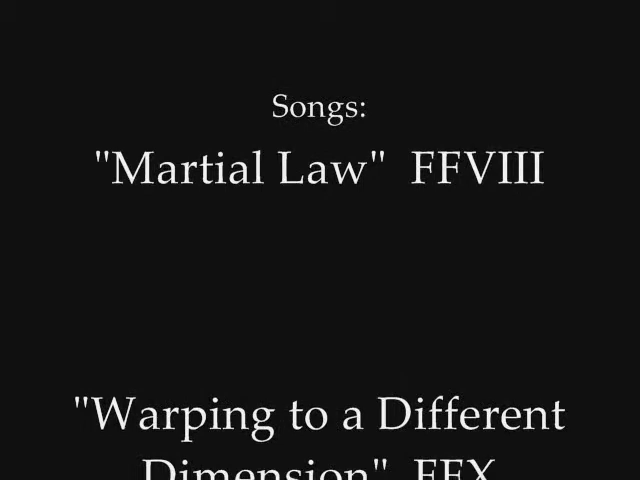 Songs:
"Martial Law" FFVIII
"Warping to a Different
Dimension" FFX